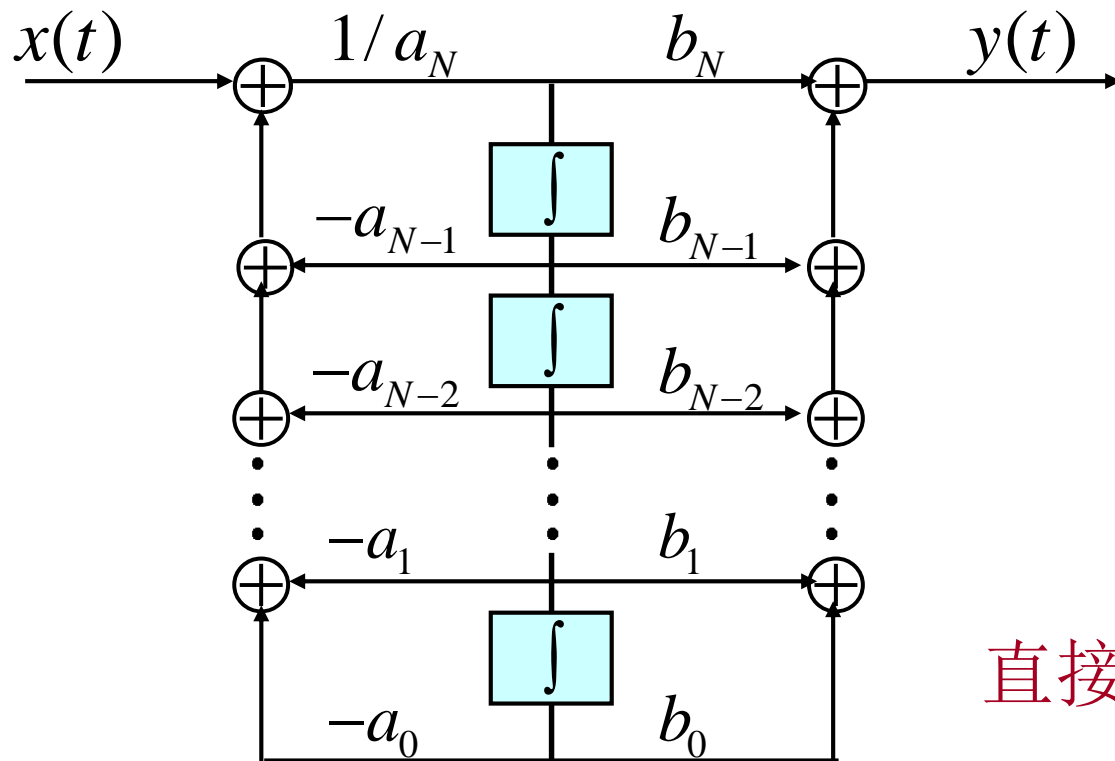 x(t) 1/a_N b_N y(t)
∫
-a_{N-1} b_{N-1}
∫
-a_{N-2} b_{N-2}
-a_1 b_1
∫
直接
-a_0 b_0